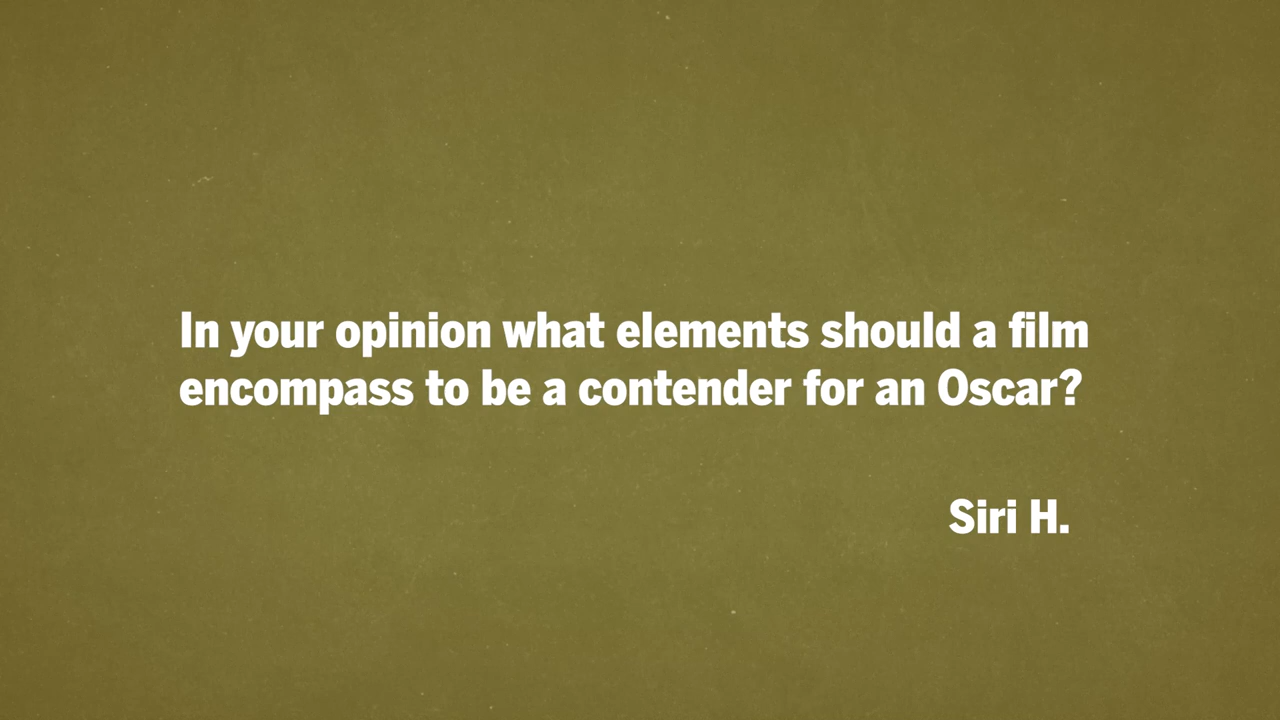 In your opinion what elements should a film
encompass to be a contender for an Oscar?
Siri H.